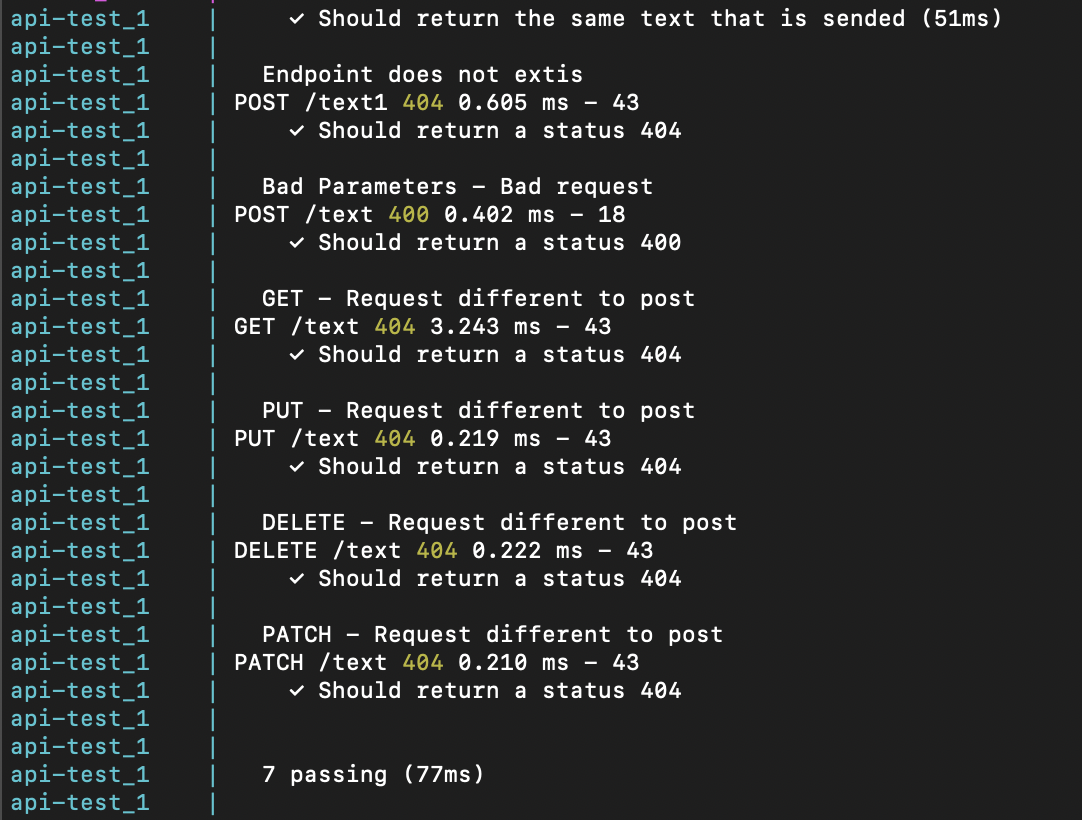 api-test_1 | ✓ Should return the same text that is sended (51ms)
api-test_1 |
api-test_1 | Endpoint does not extis
api-test_1 | POST /text1 404 0.605 ms - 43
api-test_1 | ✓ Should return a status 404
api-test_1 |
api-test_1 | Bad Parameters - Bad request
api-test_1 | POST /text 400 0.402 ms - 18
api-test_1 | ✓ Should return a status 400
api-test_1 |
api-test_1 | GET - Request different to post
api-test_1 | GET /text 404 3.243 ms - 43
api-test_1 | ✓ Should return a status 404
api-test_1 |
api-test_1 | PUT - Request different to post
api-test_1 | PUT /text 404 0.219 ms - 43
api-test_1 | ✓ Should return a status 404
api-test_1 |
api-test_1 | DELETE - Request different to post
api-test_1 | DELETE /text 404 0.222 ms - 43
api-test_1 | ✓ Should return a status 404
api-test_1 |
api-test_1 | PATCH - Request different to post
api-test_1 | PATCH /text 404 0.210 ms - 43
api-test_1 | ✓ Should return a status 404
api-test_1 |
api-test_1 |
api-test_1 | 7 passing (77ms)
api-test_1 |